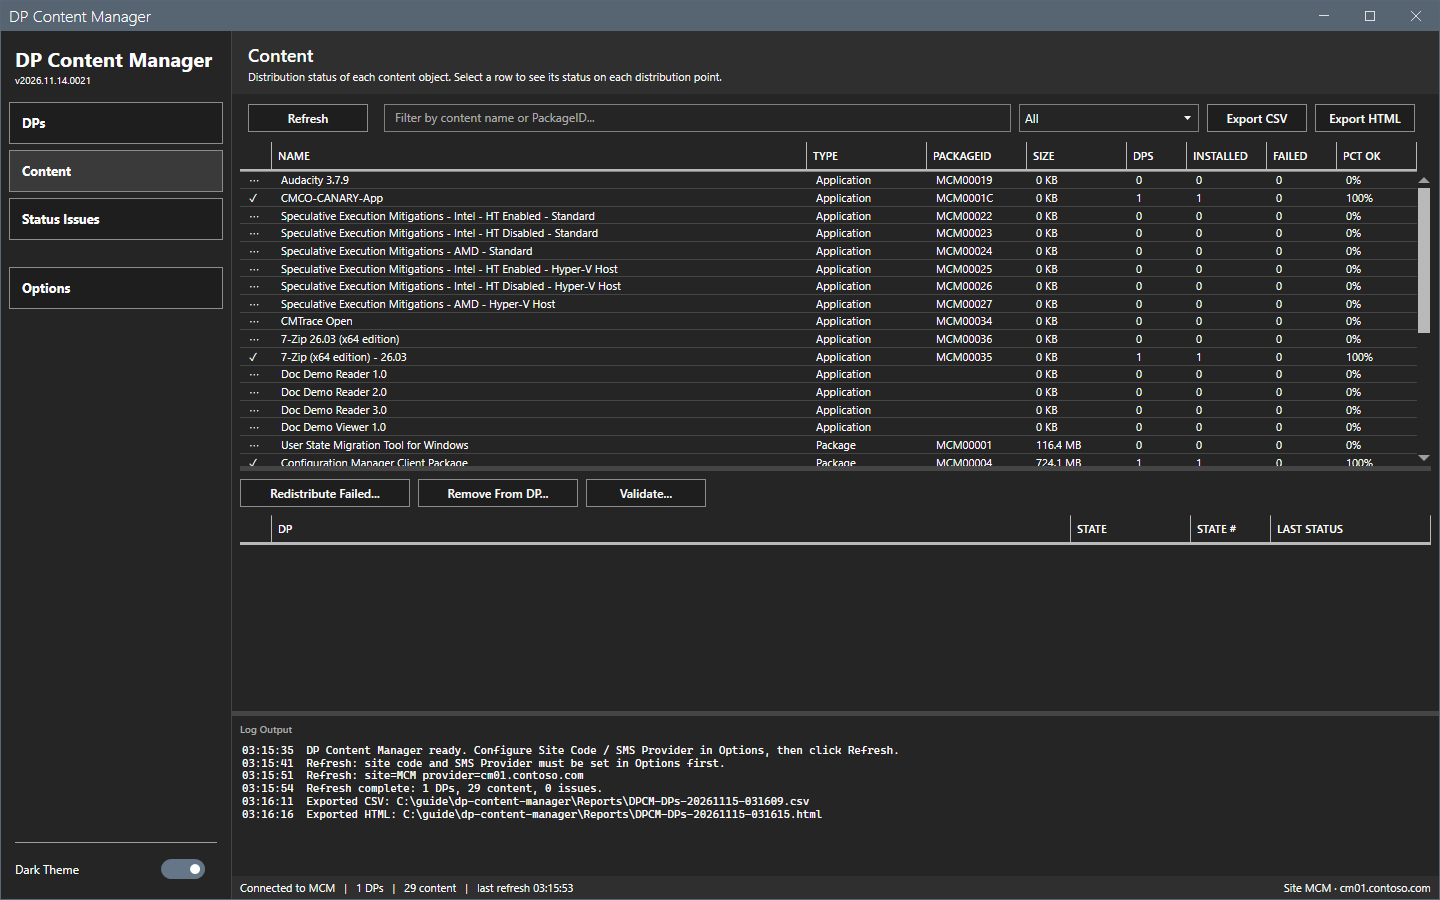 DP Content Manager
DP Content Manager
v2026.11.14.0021
DPs
Content
Status Issues
Options
Dark Theme
Content
Distribution status of each content object. Select a row to see its status on each distribution point.
Refresh Filter by content name or PackageID... All Export CSV Export HTML
NAME TYPE PACKAGEID SIZE DPS INSTALLED FAILED PCT OK
... Audacity 3.7.9 Application MCM00019 0 KB 0 0 0 0%
✓ CMCO-CANARY-App Application MCM0001C 0 KB 1 1 0 100%
... Speculative Execution Mitigations - Intel - HT Enabled - Standard Application MCM00022 0 KB 0 0 0 0%
... Speculative Execution Mitigations - Intel - HT Disabled - Standard Application MCM00023 0 KB 0 0 0 0%
... Speculative Execution Mitigations - AMD - Standard Application MCM00024 0 KB 0 0 0 0%
... Speculative Execution Mitigations - Intel - HT Enabled - Hyper-V Host Application MCM00025 0 KB 0 0 0 0%
... Speculative Execution Mitigations - Intel - HT Disabled - Hyper-V Host Application MCM00026 0 KB 0 0 0 0%
... Speculative Execution Mitigations - AMD - Hyper-V Host Application MCM00027 0 KB 0 0 0 0%
... CMTrace Open Application MCM00034 0 KB 0 0 0 0%
... 7-Zip 26.03 (x64 edition) Application MCM00036 0 KB 0 0 0 0%
✓ 7-Zip (x64 edition) - 26.03 Application MCM00035 0 KB 1 1 0 100%
... Doc Demo Reader 1.0 Application 0 KB 0 0 0 0%
... Doc Demo Reader 2.0 Application 0 KB 0 0 0 0%
... Doc Demo Reader 3.0 Application 0 KB 0 0 0 0%
... Doc Demo Viewer 1.0 Application 0 KB 0 0 0 0%
... User State Migration Tool for Windows Package MCM00001 116.4 MB 0 0 0 0%
✓ Configuration Manager Client Package Package MCM00004 724.1 MB 1 1 0 100%
Redistribute Failed... Remove From DP... Validate...
DP STATE STATE # LAST STATUS
Log Output
03:15:35 DP Content Manager ready. Configure Site Code / SMS Provider in Options, then click Refresh.
03:15:41 Refresh: site code and SMS Provider must be set in Options first.
03:15:51 Refresh: site=MCM provider=cm01.contoso.com
03:15:54 Refresh complete: 1 DPs, 29 content, 0 issues.
03:16:11 Exported CSV: C:\guide\dp-content-manager\Reports\DPCM-DPs-20261115-031609.csv
03:16:16 Exported HTML: C:\guide\dp-content-manager\Reports\DPCM-DPs-20261115-031615.html
Connected to MCM | 1 DPs | 29 content | last refresh 03:15:53 Site MCM · cm01.contoso.com